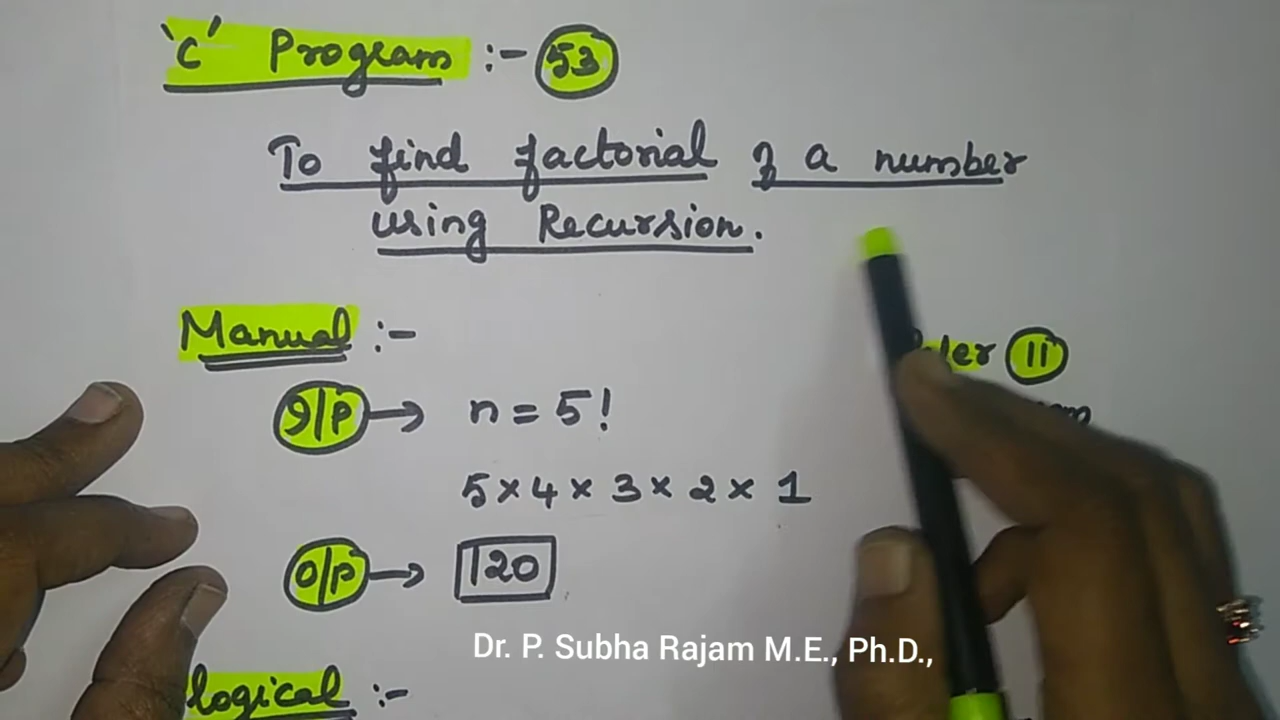 'C' Program :- 53
To find factorial of a number
using Recursion.
Manual :-
I/P → n = 5!
5 × 4 × 3 × 2 × 1
O/P → 120
11
Dr. P. Subha Rajam M.E., Ph.D.,
logical :-